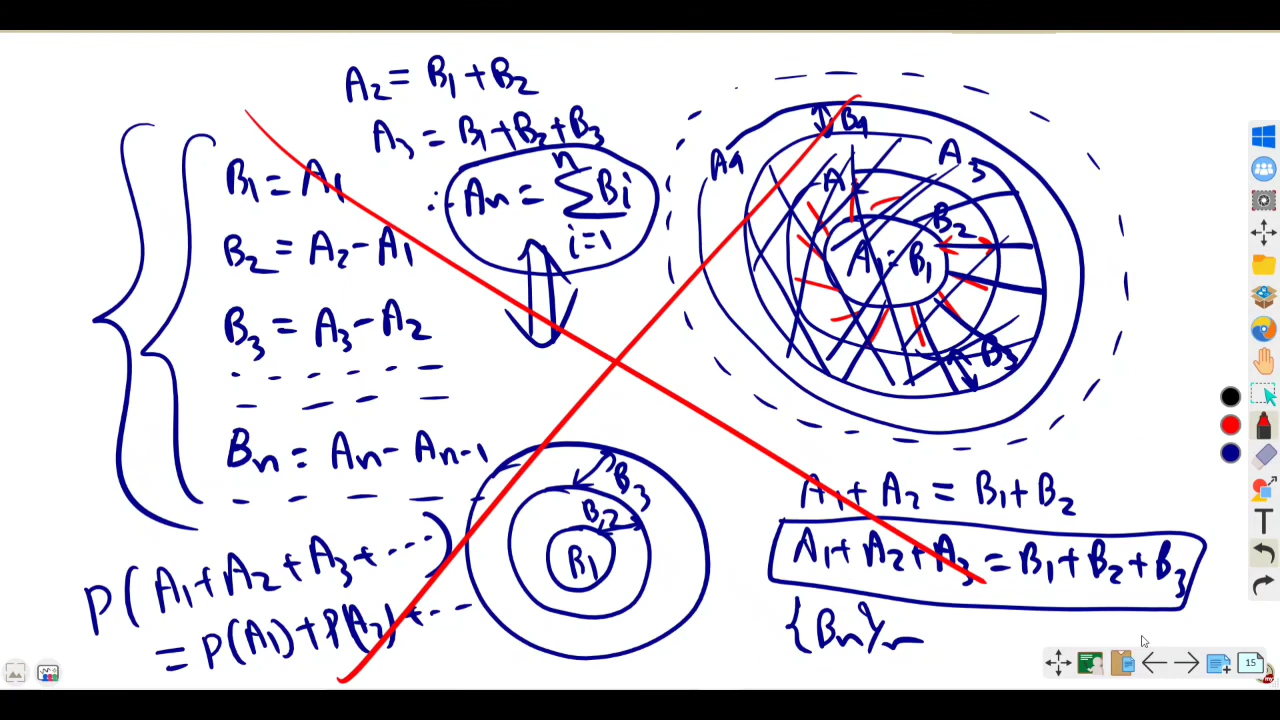 A2 = B1 + B2
A3 = B1 + B2 + B3
∴ An = Σ Bi
n
i=1
B1 = A1
B2 = A2 - A1
B3 = A3 - A2
Bn = An - An-1
P(A1 + A2 + A3 + ...)
= P(A1) + P(A2) + ...
A4
B4
A3
A2
B2
A1 = B1
B3
B3
B2
B1
A1 + A2 = B1 + B2
A1 + A2 + A3 = B1 + B2 + B3
{Bn}n
15